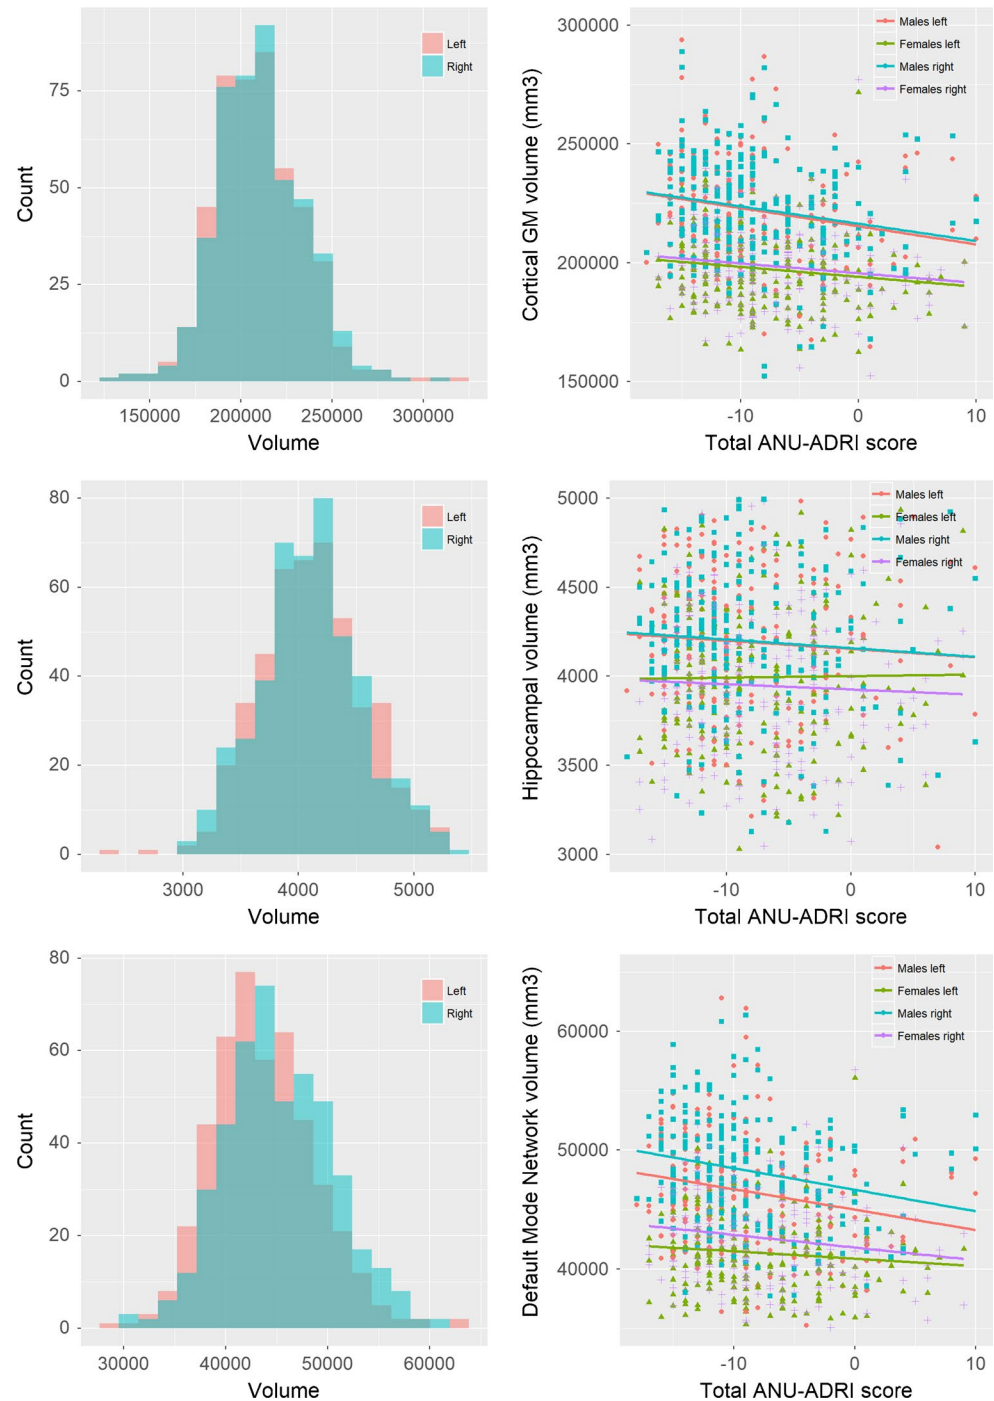 Count
75
50
25
0
150000 200000 250000 300000
Volume
Left
Right
Cortical GM volume (mm3)
300000
250000
200000
150000
-10 0 10
Total ANU-ADRI score
Males left
Females left
Males right
Females right
Count
80
60
40
20
0
3000 4000 5000
Volume
Left
Right
Hippocampal volume (mm3)
5000
4500
4000
3500
3000
-10 0 10
Total ANU-ADRI score
Males left
Females left
Males right
Females right
Count
80
60
40
20
0
30000 40000 50000 60000
Volume
Left
Right
Default Mode Network volume (mm3)
60000
50000
40000
-10 0 10
Total ANU-ADRI score
Males left
Females left
Males right
Females right